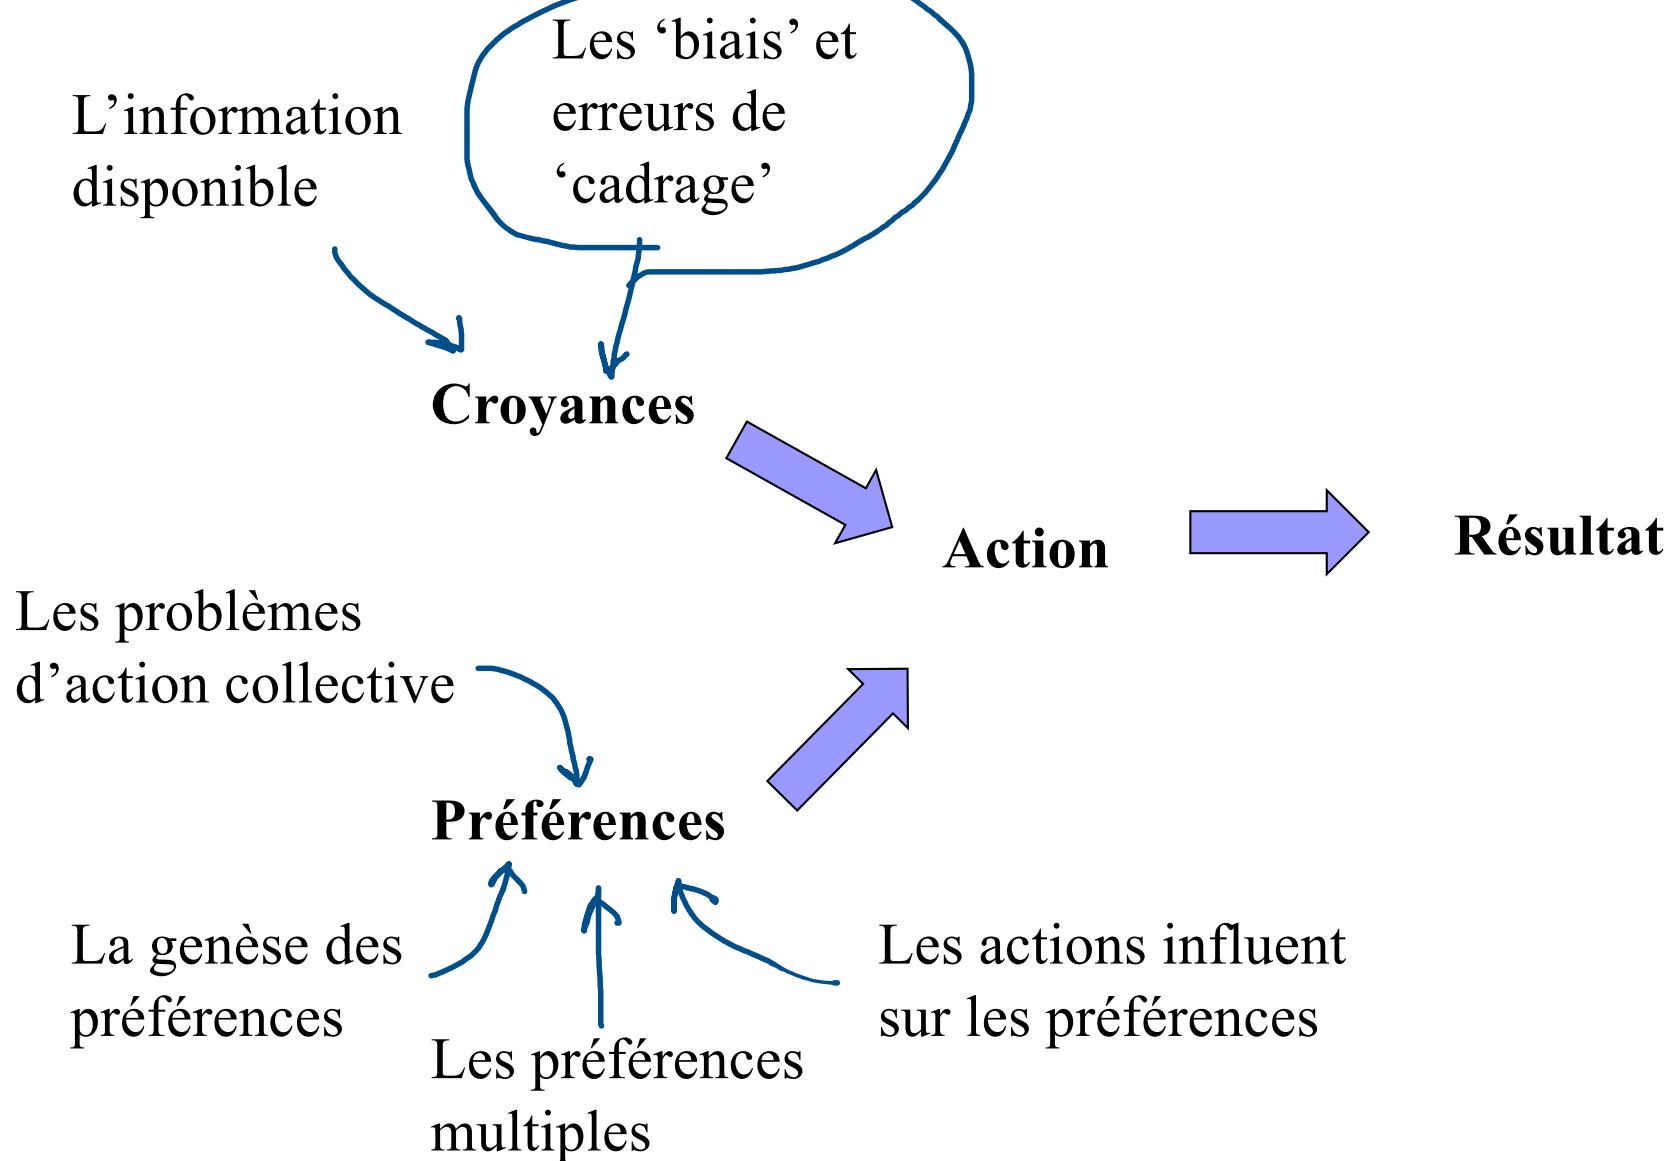 Les ‘biais’ et
erreurs de
‘cadrage’
L’information
disponible
Croyances
Action
Résultat
Les problèmes
d’action collective
Préférences
La genèse des
préférences
Les préférences
multiples
Les actions influent
sur les préférences